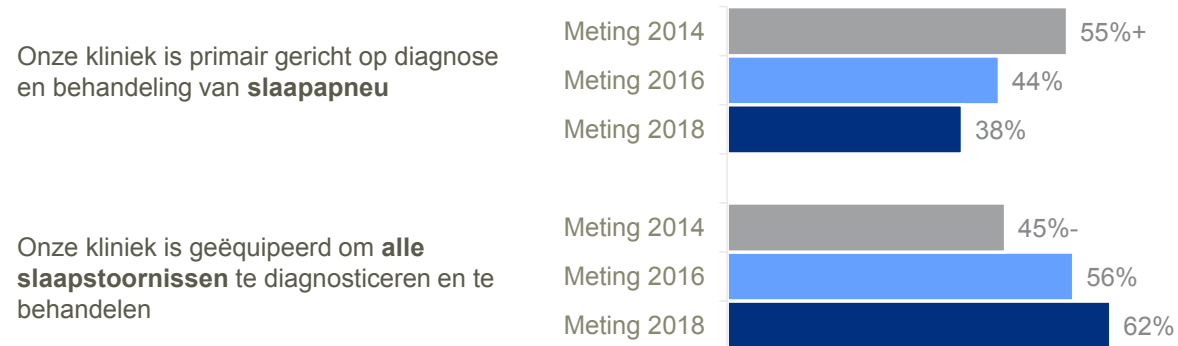 Onze kliniek is primair gericht op diagnose
en behandeling van slaapapneu
Meting 2014 55%+
Meting 2016 44%
Meting 2018 38%
Onze kliniek is geëquipeerd om alle
slaapstoornissen te diagnosticeren en te
behandelen
Meting 2014 45%-
Meting 2016 56%
Meting 2018 62%